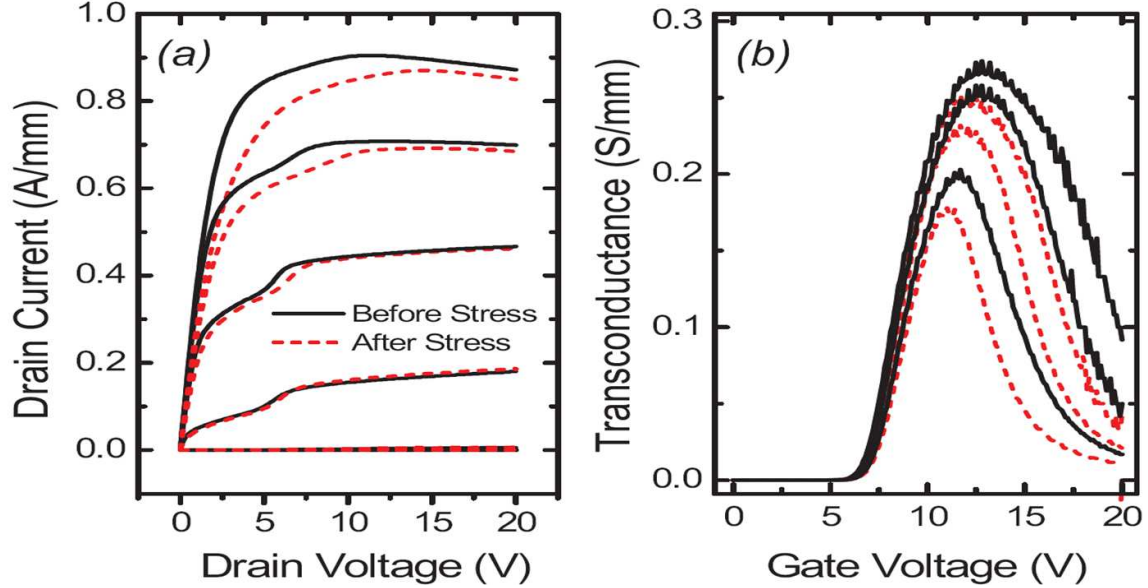 (a)
Drain Current (A/mm)
1.0
0.8
0.6
0.4
0.2
0.0
Before Stress
After Stress
0 5 10 15 20
Drain Voltage (V)
(b)
Transconductance (S/mm)
0.3
0.2
0.1
0.0
0 5 10 15 20
Gate Voltage (V)